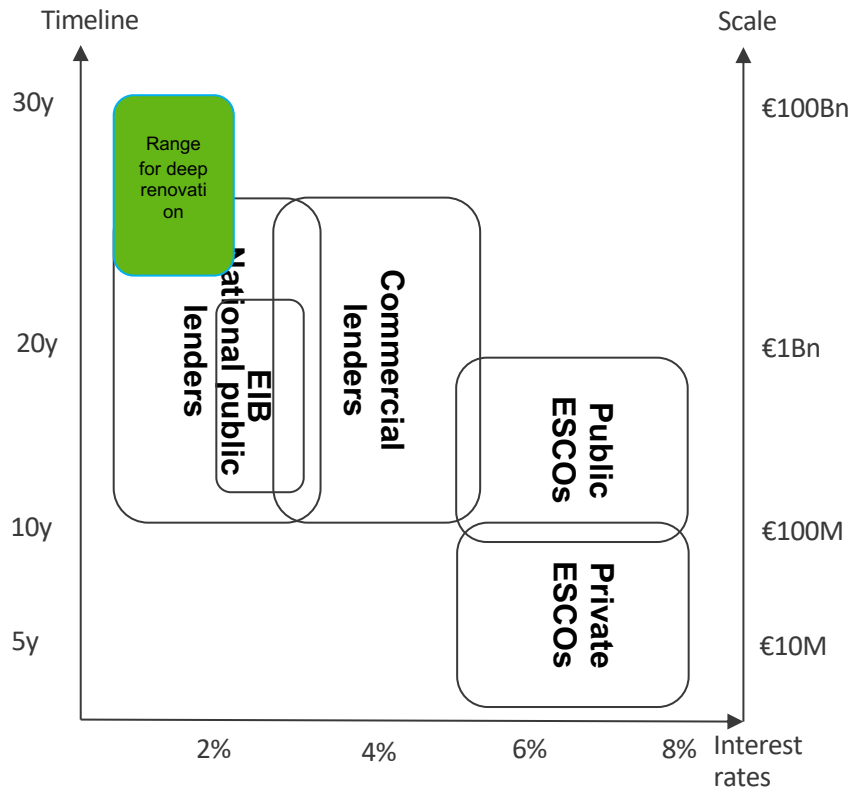 Timeline
Scale
30y
€100Bn
Range
for deep
renovati
on
National public
lenders
EIB
Commercial
lenders
20y
€1Bn
Public
ESCOs
10y
€100M
Private
ESCOs
5y
€10M
2%
4%
6%
8%
Interest
rates